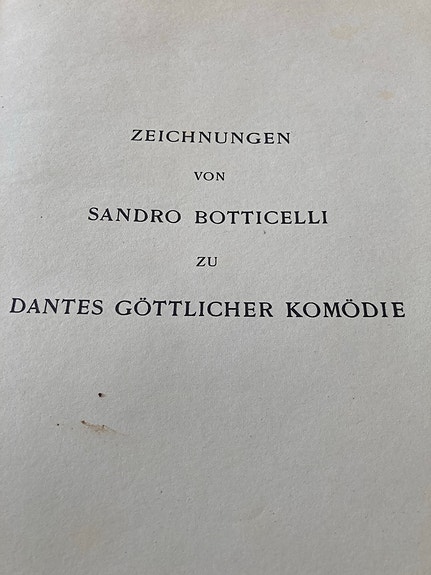 ZEICHNUNGEN
VON
SANDRO BOTTICELLI
ZU
DANTES GÖTTLICHER KOMÖDIE